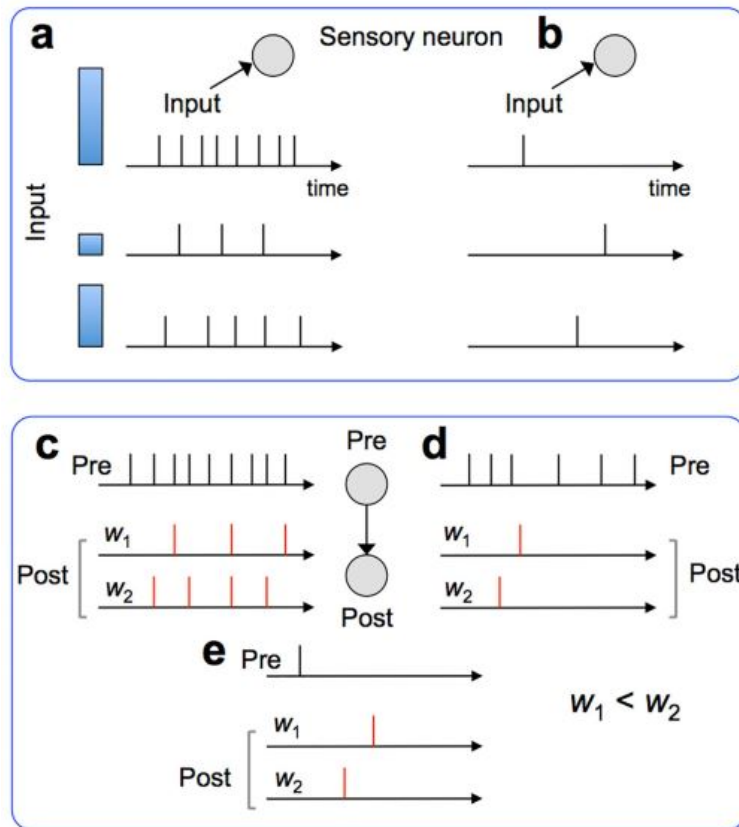 a
Sensory neuron
b
Input
Input
Input
time
time
c
Pre
Pre
d
Pre
w1
w1
Post
Post
w2
w2
Post
e
Pre
w1
w1 < w2
Post
w2